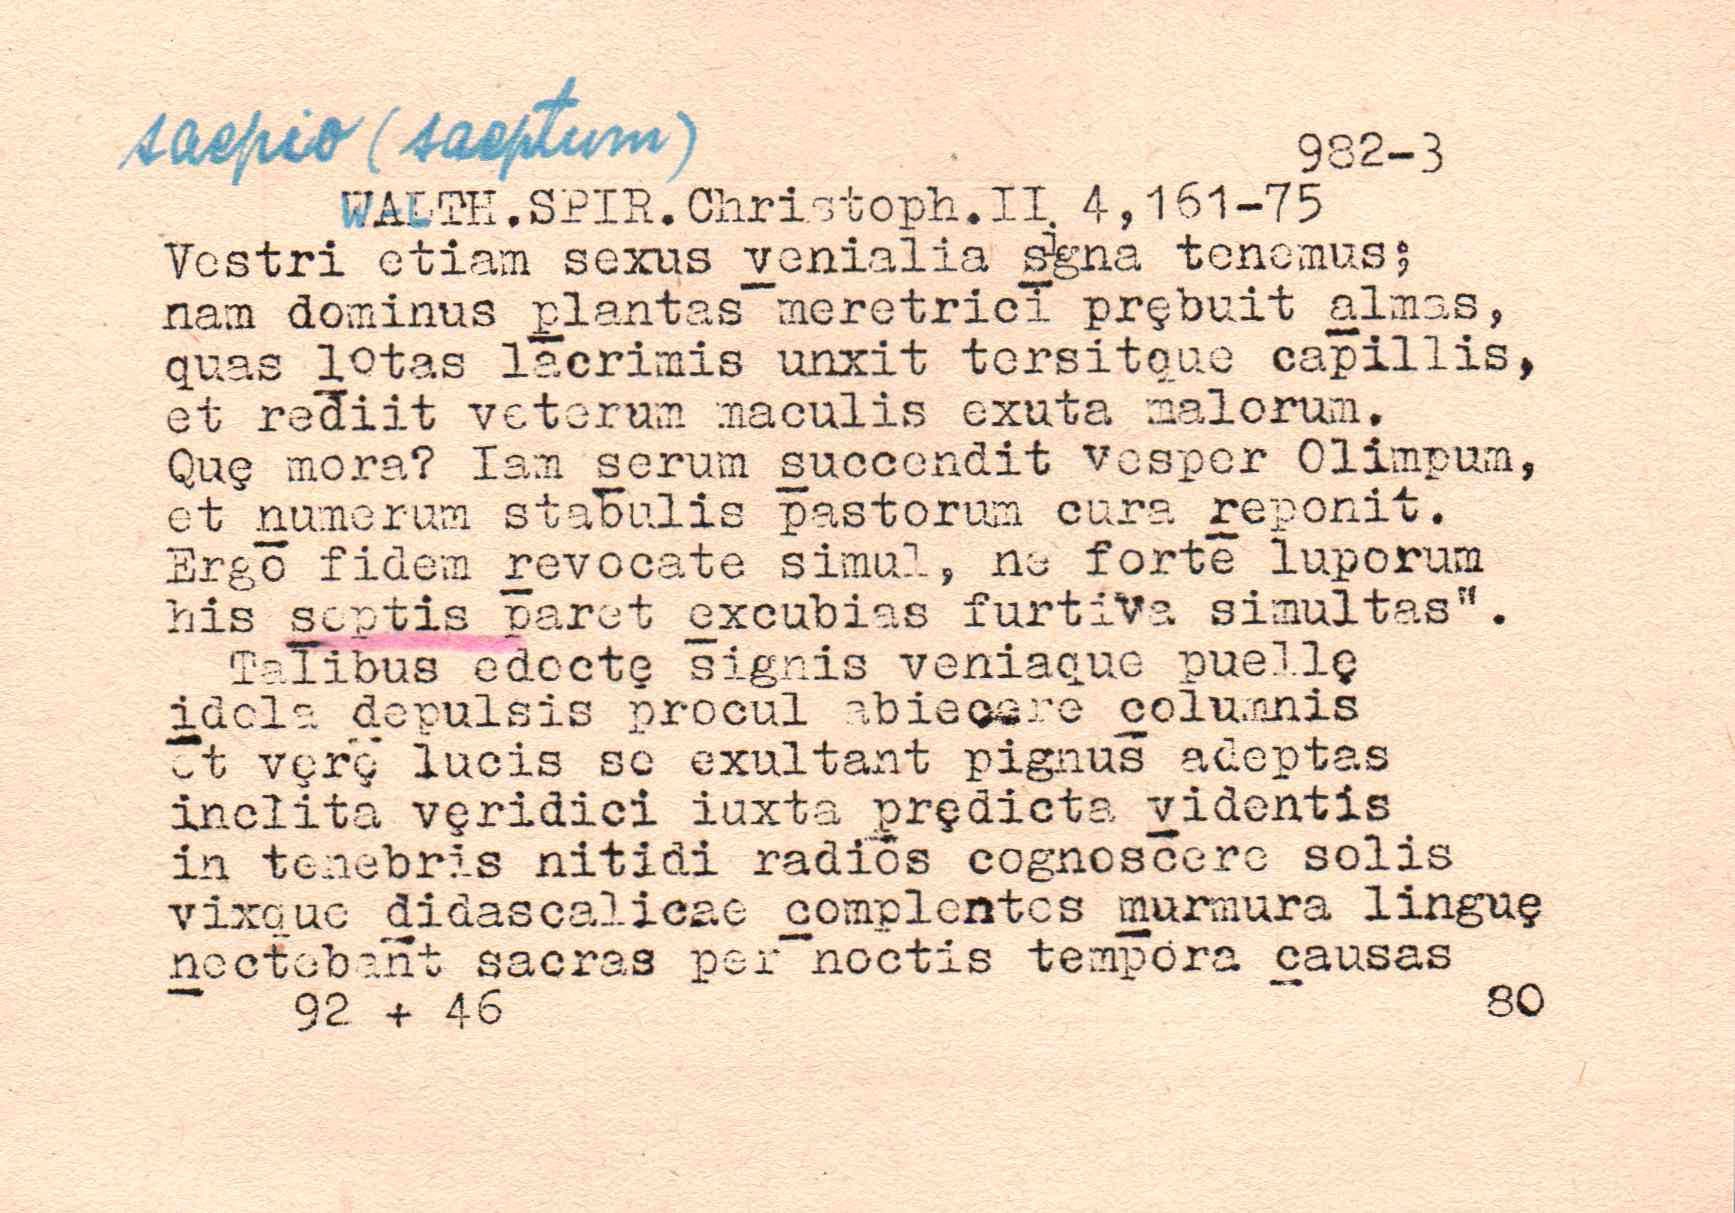 saepio (saeptum)
982-3
WALTH.SPIR.Christoph.II 4,161-75
Vestri etiam sexus venialia signa tenemus;
nam dominus plantas meretrici prębuit almas,
quas lotas lacrimis unxit tersitque capillis,
et rediit veterum maculis exuta malorum.
Quę mora? Iam serum succendit vesper Olimpum,
et numerum stabulis pastorum cura reponit.
Ergo fidem revocate simul, ne forte luporum
his septis paret excubias furtiva simultas".
Talibus edoctę signis veniaque puellę
idola depulsis procul abiecere columnis
et vęrę lucis se exultant pignus adeptas
inclita vęridici iuxta prędicta videntis
in tenebris nitidi radios cognoscere solis
vixque didascalicae complentes murmura linguę
nectebant sacras per noctis tempora causas
92 + 46
80